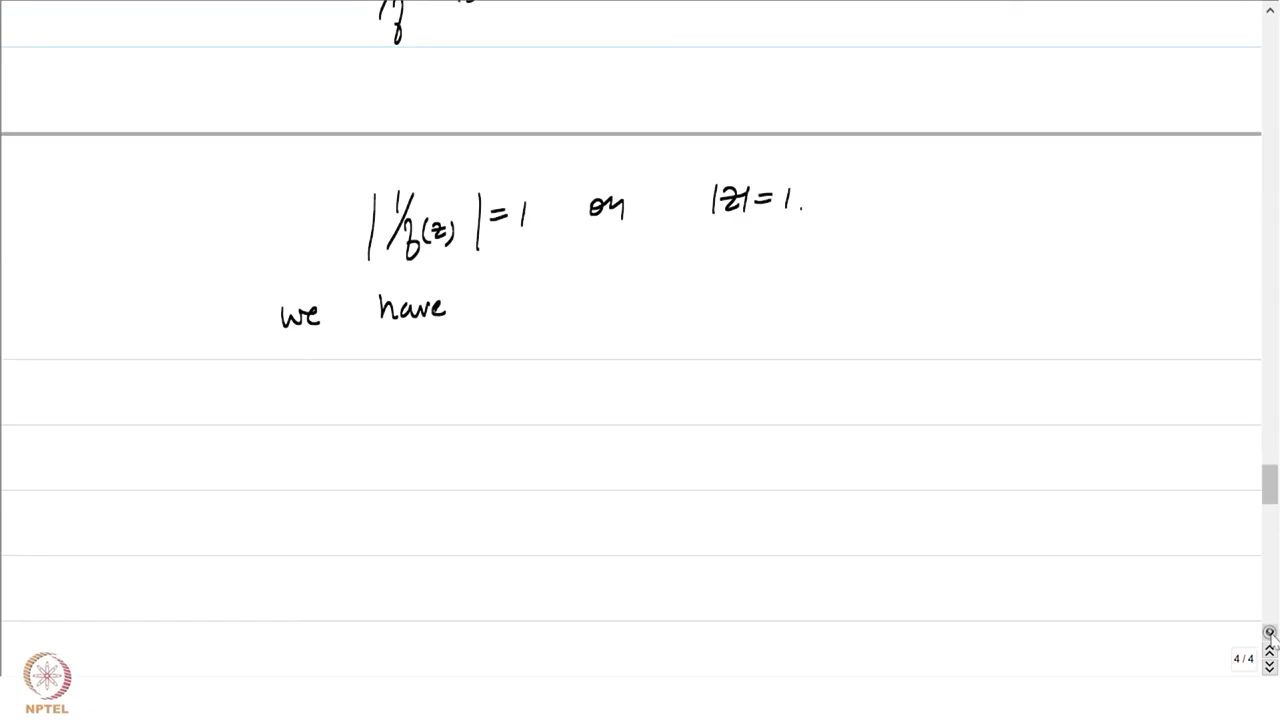 | 1/f(z) | = 1 on |z| = 1.
we have
4 / 4
NPTEL